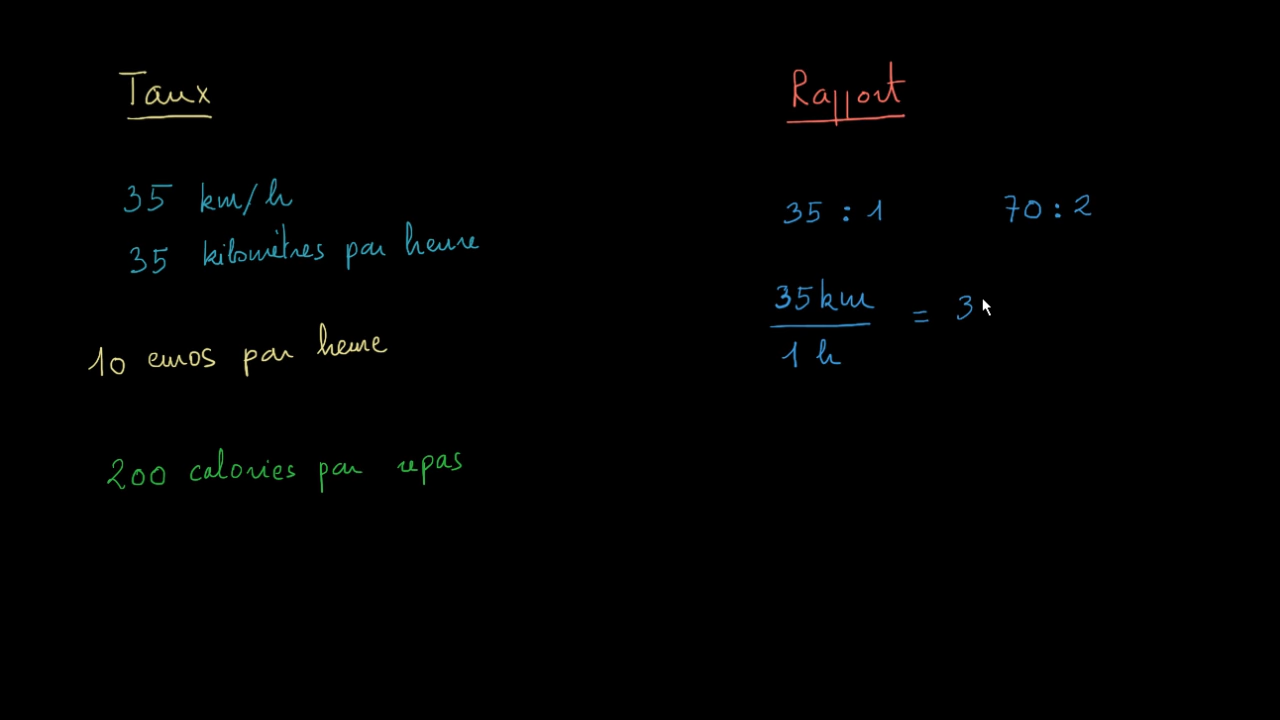 Taux
35 km/h
35 kilomètres par heure
10 euros par heure
200 calories par repas
Rapport
35 : 1
70 : 2
35 km
1 h
= 3